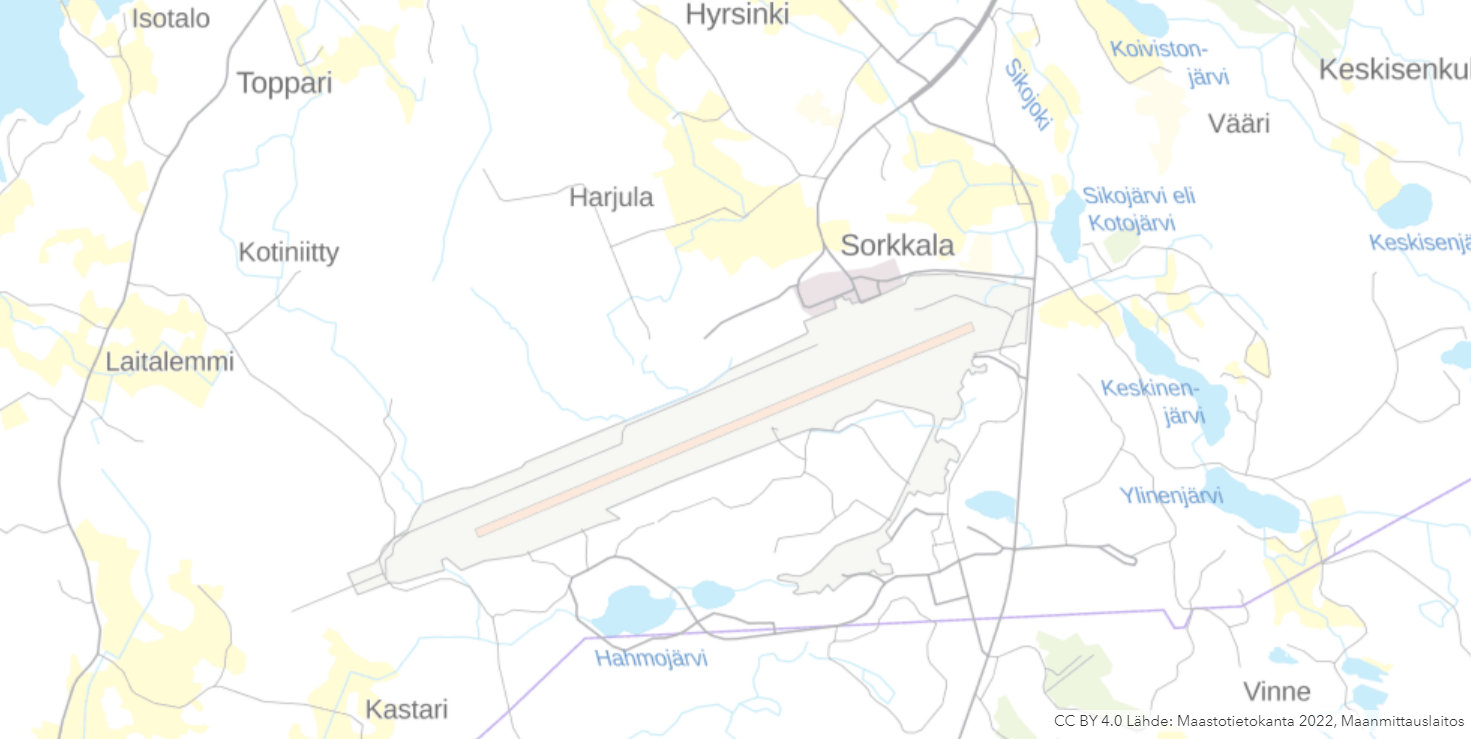 Isotalo
Hyrsinki
Koiviston-
järvi
Toppari
Sikojoki
Keskisenkul
Vääri
Harjula
Sikojärvi eli
Kotojärvi
Kotiniitty
Sorkkala
Keskisenjä
Laitalemmi
Keskinen-
järvi
Ylinenjärvi
Hahmojärvi
Kastari
Vinne
CC BY 4.0 Lähde: Maastotietokanta 2022, Maanmittauslaitos